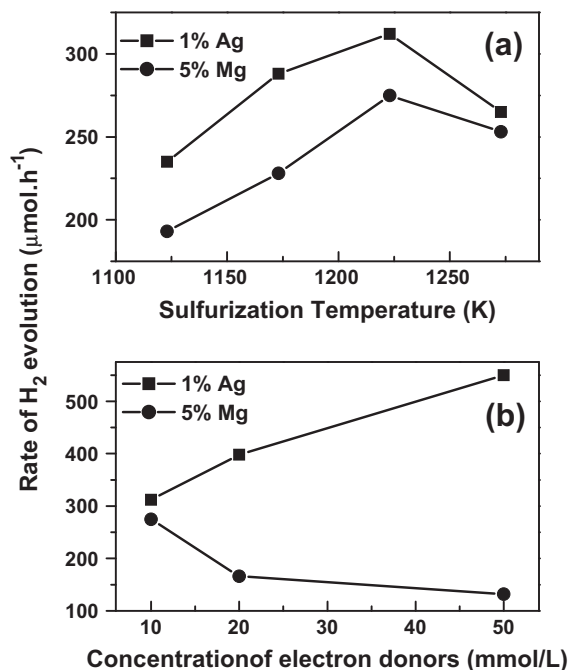 Rate of H2 evolution (μmol.h-1)
1% Ag
5% Mg
(a)
300
250
200
1100
1150
1200
1250
Sulfurization Temperature (K)
1% Ag
5% Mg
(b)
500
400
300
200
100
10
20
30
40
50
Concentrationof electron donors (mmol/L)